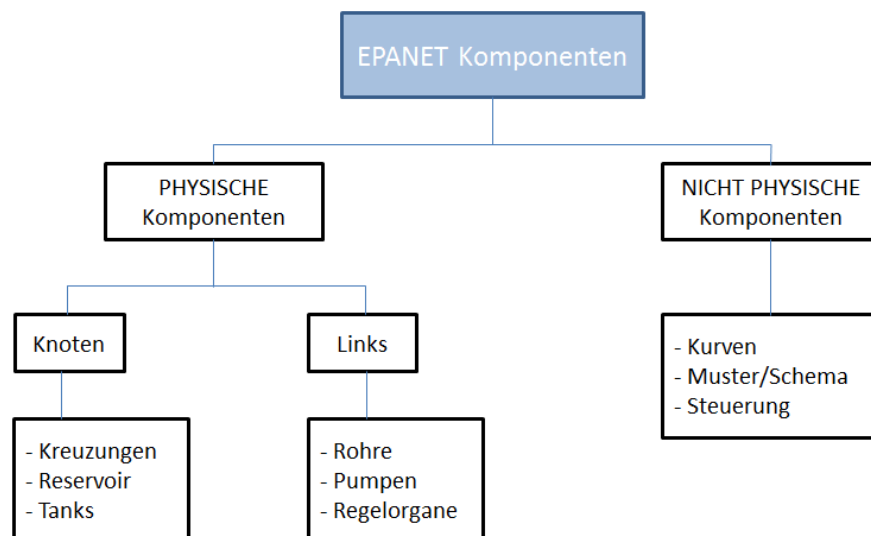 EPANET Komponenten
PHYSISCHE
Komponenten
NICHT PHYSISCHE
Komponenten
Knoten
Links
- Kurven
- Muster/Schema
- Steuerung
- Kreuzungen
- Reservoir
- Tanks
- Rohre
- Pumpen
- Regelorgane